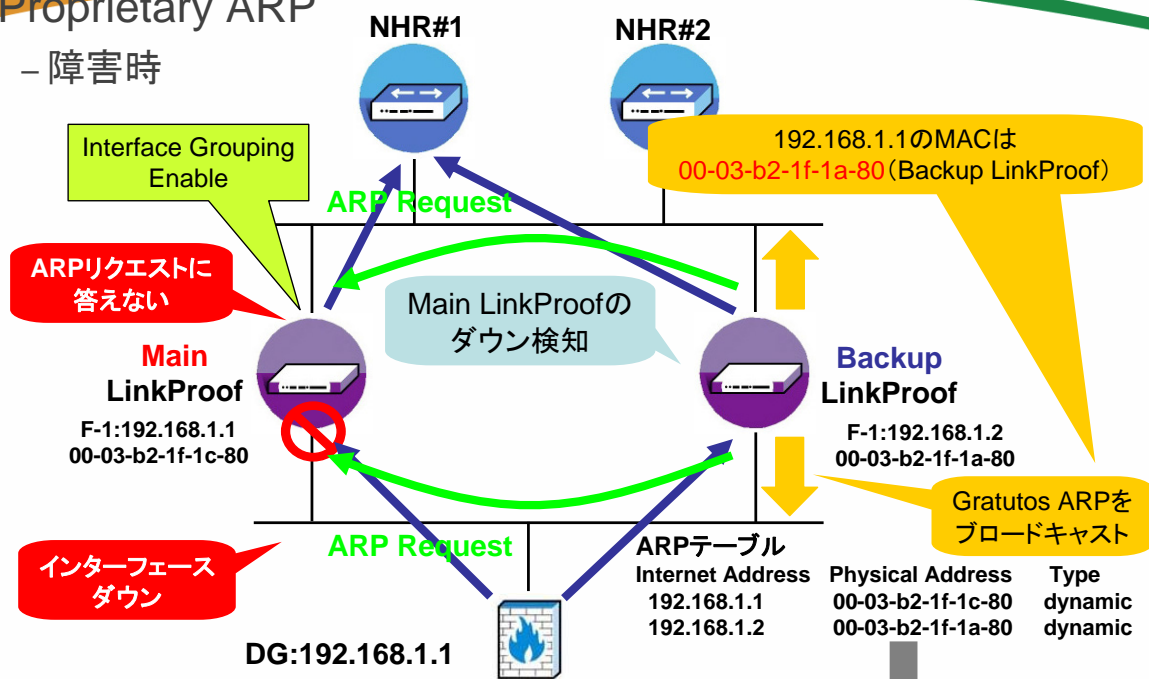 Proprietary ARP
– 障害時
NHR#1
NHR#2
Interface Grouping
Enable
192.168.1.1のMACは
00-03-b2-1f-1a-80(Backup LinkProof)
ARP Request
ARPリクエストに
答えない
Main LinkProofの
ダウン検知
Main
LinkProof
F-1:192.168.1.1
00-03-b2-1f-1c-80
Backup
LinkProof
F-1:192.168.1.2
00-03-b2-1f-1a-80
Gratutos ARPを
ブロードキャスト
インターフェース
ダウン
ARP Request
ARPテーブル
Internet Address Physical Address Type
192.168.1.1 00-03-b2-1f-1c-80 dynamic
192.168.1.2 00-03-b2-1f-1a-80 dynamic
DG:192.168.1.1